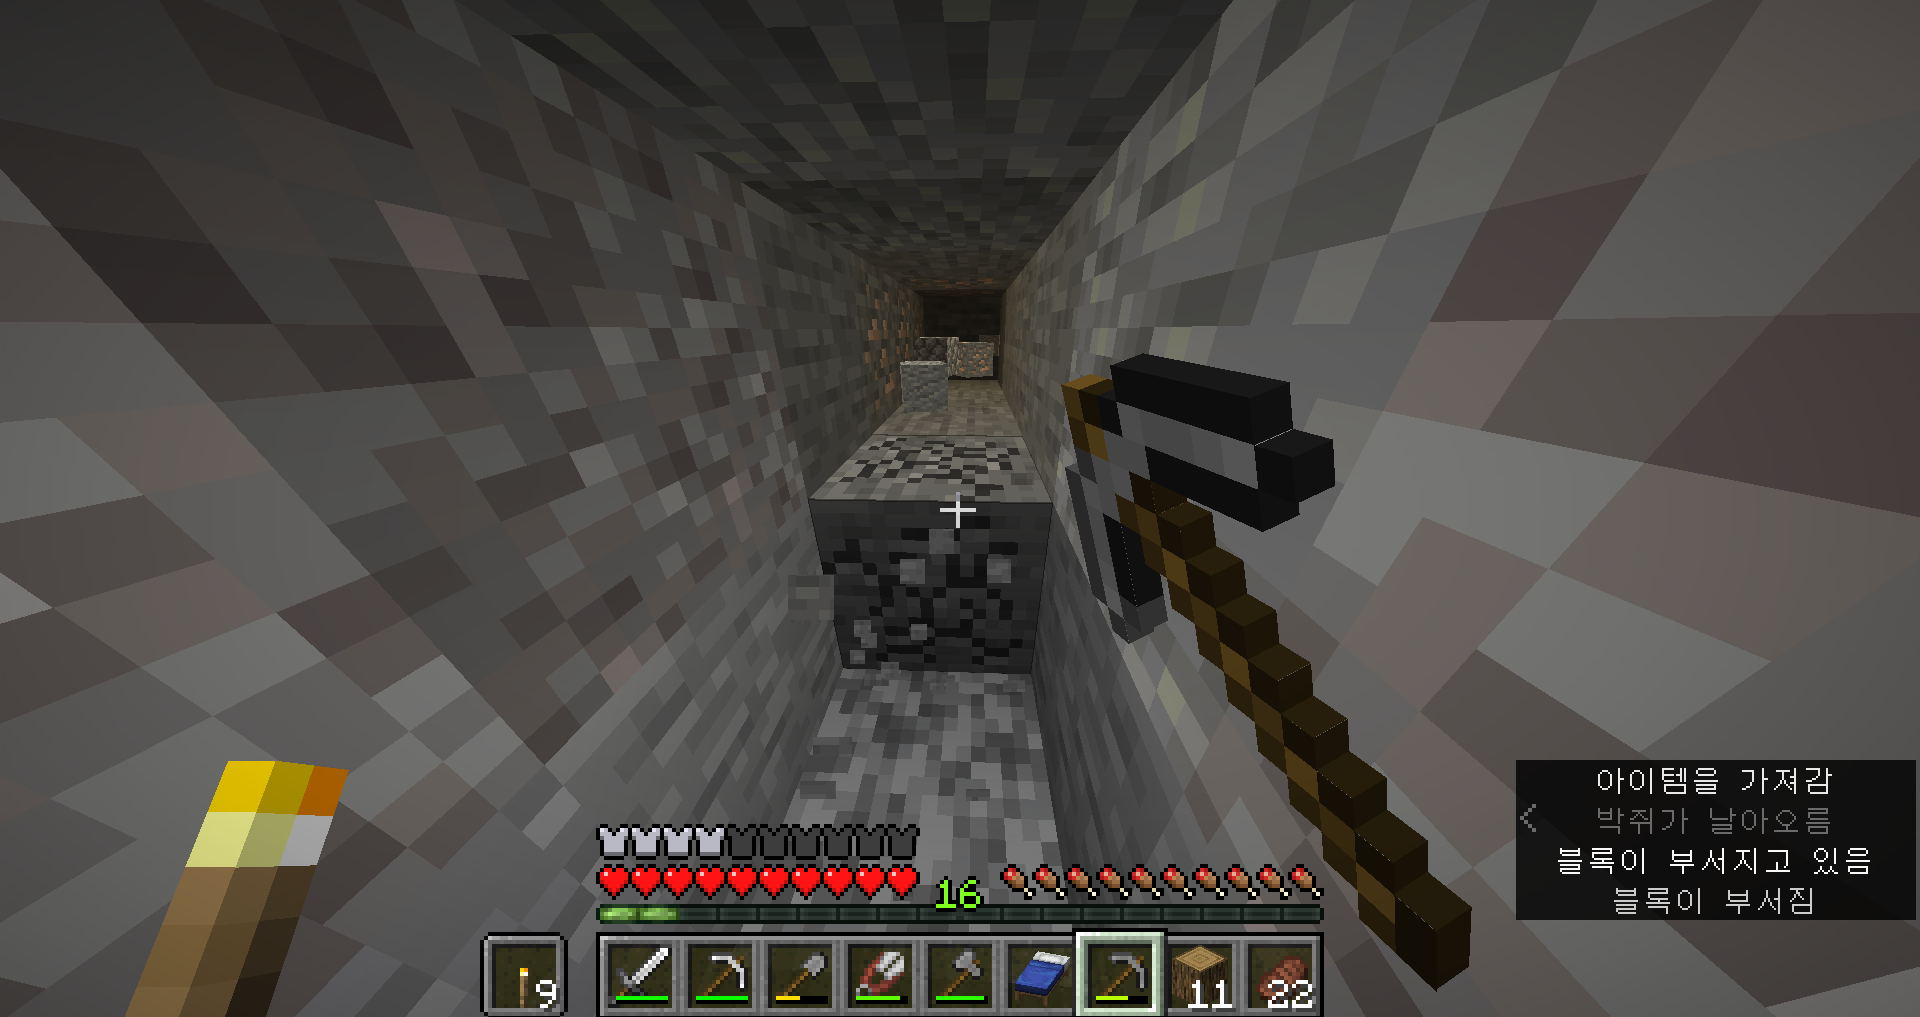 아이템을 가져감
< 박쥐가 날아오름
블록이 부서지고 있음
블록이 부서짐
16
9
11
22